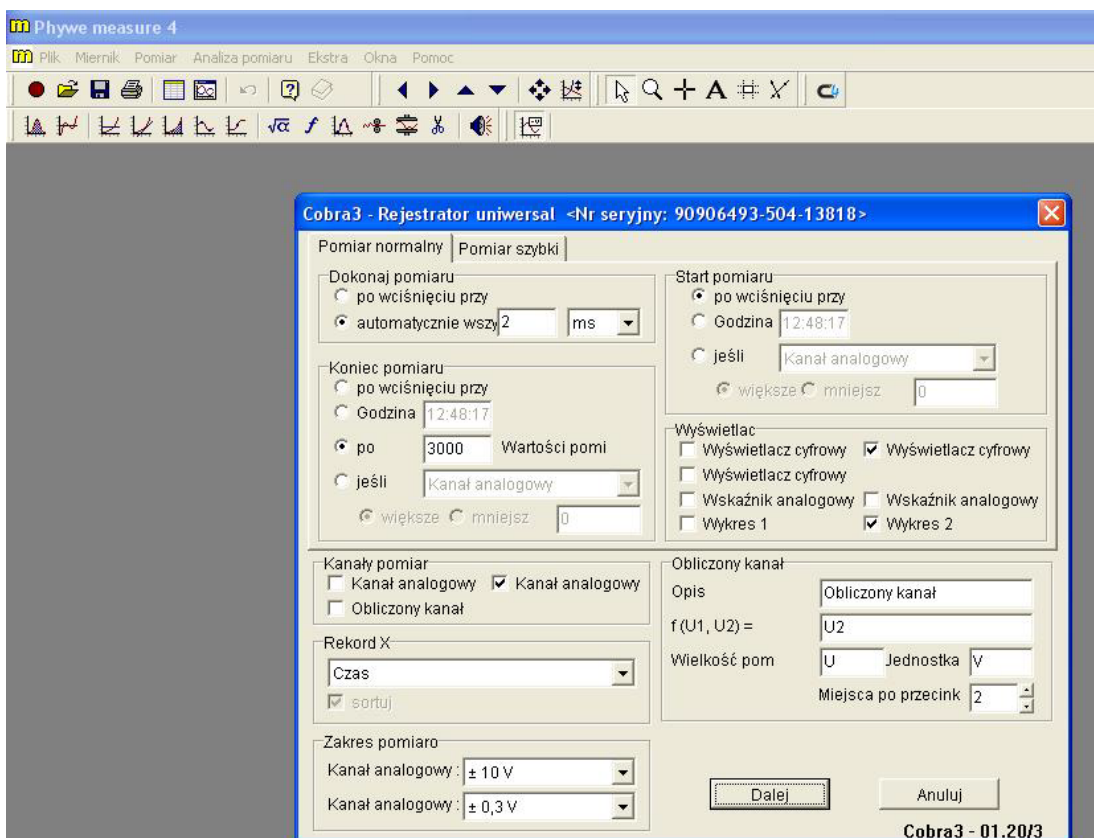 Phywe measure 4
Plik Miernik Pomiar Analiza pomiaru Ekstra Okna Pomoc
Cobra3 - Rejestrator uniwersal <Nr seryjny: 90906493-504-13818>
Pomiar normalny Pomiar szybki
Dokonaj pomiaru
po wciśnięciu przy
automatycznie wszy 2 ms
Koniec pomiaru
po wciśnięciu przy
Godzina 12:48:17
po 3000 Wartości pomi
jeśli Kanał analogowy
większe mniejsz 0
Start pomiaru
po wciśnięciu przy
Godzina 12:48:17
jeśli Kanał analogowy
większe mniejsz 0
Wyświetlac
Wyświetlacz cyfrowy Wyświetlacz cyfrowy
Wyświetlacz cyfrowy
Wskaźnik analogowy Wskaźnik analogowy
Wykres 1 Wykres 2
Kanały pomiar
Kanał analogowy Kanał analogowy
Obliczony kanał
Rekord X
Czas
sortuj
Zakres pomiaro
Kanał analogowy : ± 10 V
Kanał analogowy : ± 0,3 V
Obliczony kanał
Opis Obliczony kanał
f (U1, U2) = U2
Wielkość pom U Jednostka V
Miejsca po przecink 2
Dalej Anuluj
Cobra3 - 01.20/3